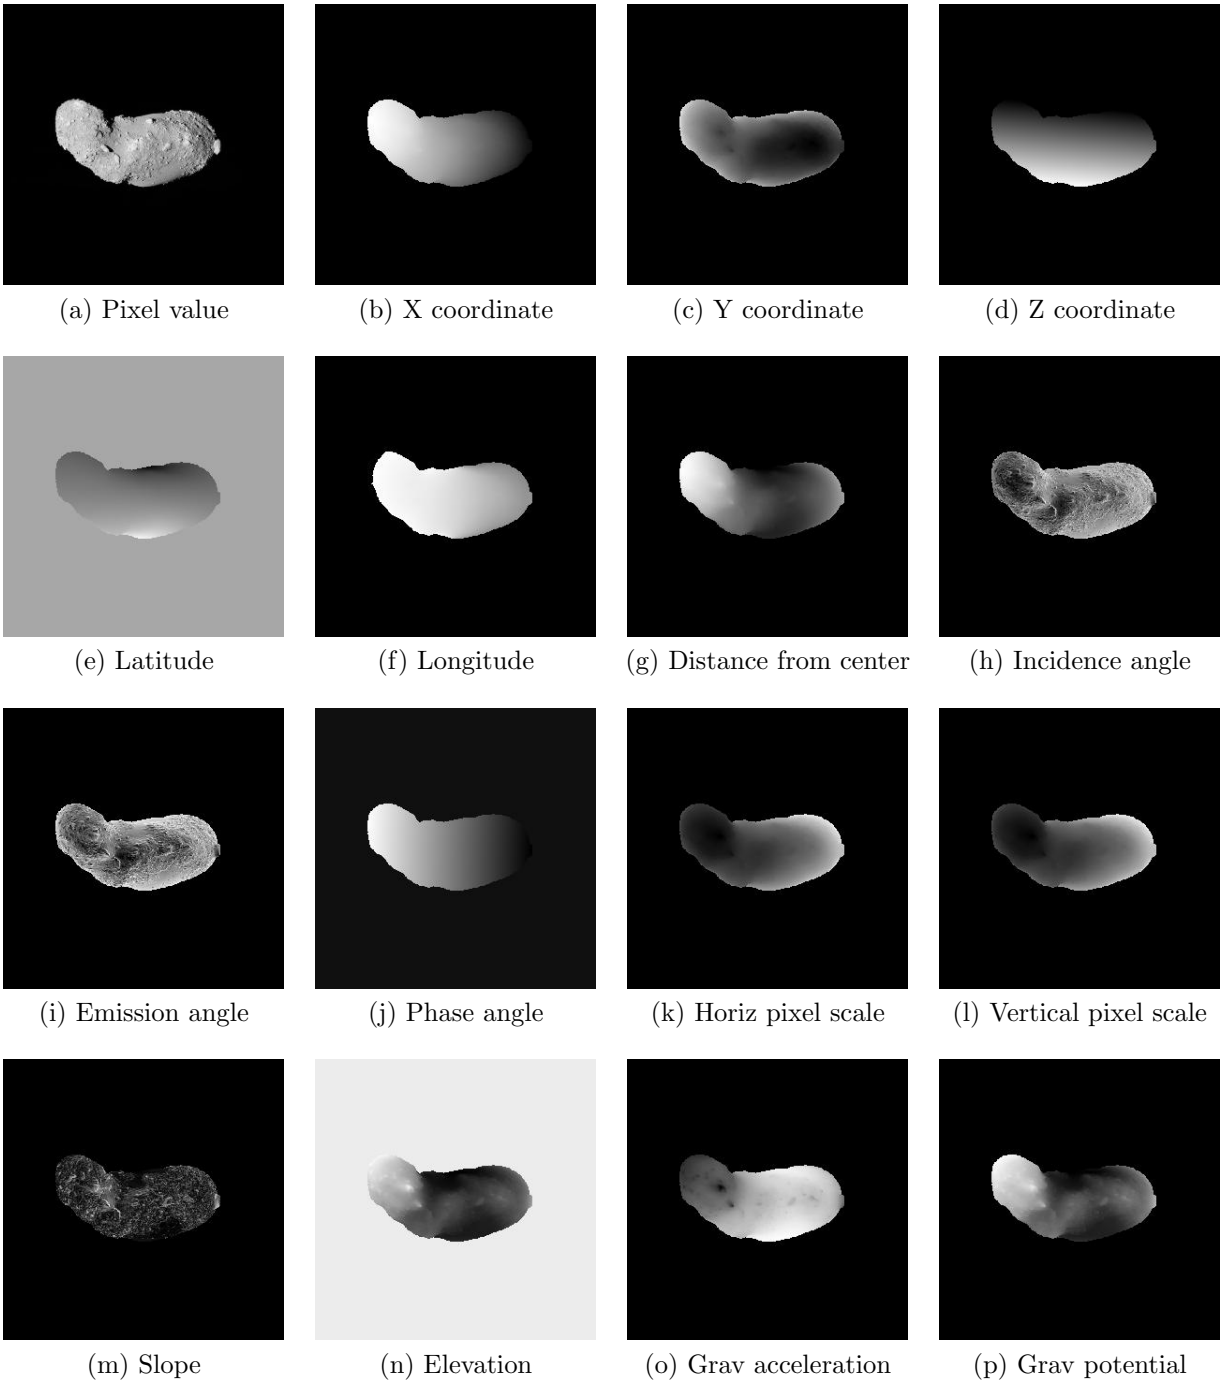 (a) Pixel value
(b) X coordinate
(c) Y coordinate
(d) Z coordinate
(e) Latitude
(f) Longitude
(g) Distance from center
(h) Incidence angle
(i) Emission angle
(j) Phase angle
(k) Horiz pixel scale
(l) Vertical pixel scale
(m) Slope
(n) Elevation
(o) Grav acceleration
(p) Grav potential